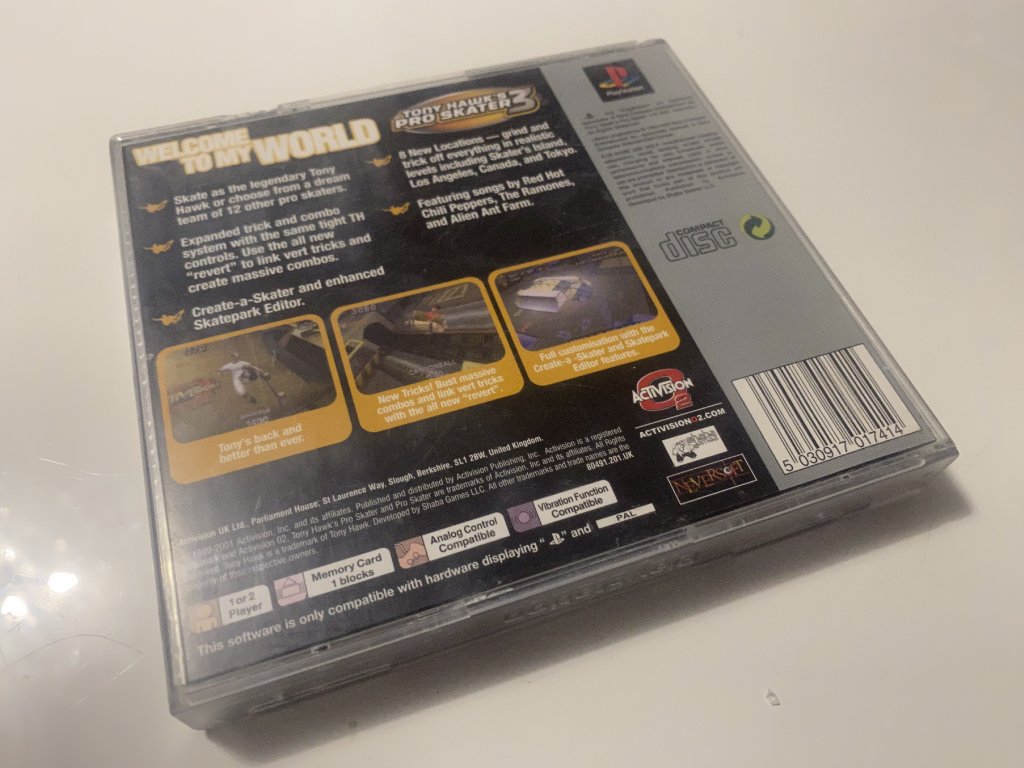 WELCOME
TO MY WORLD
TONY HAWK'S
PRO SKATER 3
Skate as the legendary Tony
Hawk or choose from a dream
team of 12 other pro skaters.
Expanded trick and combo
system with the same tight TH
controls. Use the all new
"revert" to link vert tricks and
create massive combos.
Create-a-Skater and enhanced
Skatepark Editor.
8 New Locations — grind and
trick off everything in realistic
levels including Skater's Island,
Los Angeles, Canada, and Tokyo.
Featuring songs by Red Hot
Chili Peppers, The Ramones,
and Alien Ant Farm.
Tony's back and
better than ever.
New Tricks! Bust massive
combos and link vert tricks
with the all new "revert".
Full customisation with the
Create-a-Skater and Skatepark
Editor features.
PlayStation
COMPACT
disc
ACTIVISION
O2
ACTIVISIONO2.COM
shaba
games
NEVERSOFT
5 030917 017414
Activision UK Ltd., Parliament House, St Laurence Way, Slough, Berkshire. SL1 2BW, United Kingdom.
1999-2001 Activision, Inc. and its affiliates. Published and distributed by Activision Publishing, Inc. Activision is a registered
and Activision O2, Tony Hawk's Pro Skater and Pro Skater are trademarks of Activision, Inc and its affiliates. All Rights
Tony Hawk is a trademark of Tony Hawk. Developed by Shaba Games LLC. All other trademarks and trade names are the
of their respective owners.
80491.201.UK
1 or 2
Player
Memory Card
1 blocks
Analog Control
Compatible
Vibration Function
Compatible
This software is only compatible with hardware displaying " " and PAL